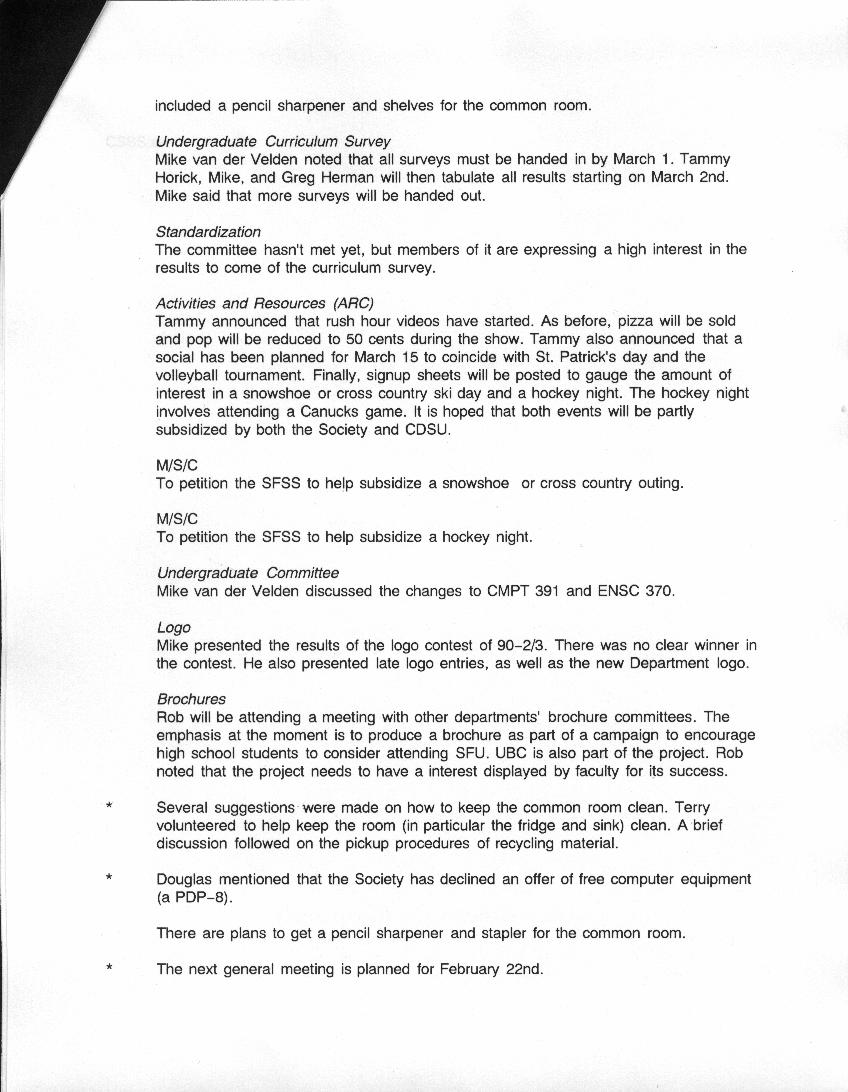 included a pencil sharpener and shelves for the common room.
Undergraduate Curriculum Survey
Mike van der Velden noted that all surveys must be handed in by March 1. Tammy
Horick, Mike, and Greg Herman will then tabulate all results starting on March 2nd.
Mike said that more surveys will be handed out.
Standardization
The committee hasn't met yet, but members of it are expressing a high interest in the
results to come of the curriculum survey.
Activities and Resources (ARC)
Tammy announced that rush hour videos have started. As before, pizza will be sold
and pop will be reduced to 50 cents during the show. Tammy also announced that a
social has been planned for March 15 to coincide with St. Patrick's day and the
volleyball tournament. Finally, signup sheets will be posted to gauge the amount of
interest in a snowshoe or cross country ski day and a hockey night. The hockey night
involves attending a Canucks game. It is hoped that both events will be partly
subsidized by both the Society and CDSU.
M/S/C
To petition the SFSS to help subsidize a snowshoe or cross country outing.
M/S/C
To petition the SFSS to help subsidize a hockey night.
Undergraduate Committee
Mike van der Velden discussed the changes to CMPT 391 and ENSC 370.
Logo
Mike presented the results of the logo contest of 90-2/3. There was no clear winner in
the contest. He also presented late logo entries, as well as the new Department logo.
Brochures
Rob will be attending a meeting with other departments' brochure committees. The
emphasis at the moment is to produce a brochure as part of a campaign to encourage
high school students to consider attending SFU. UBC is also part of the project. Rob
noted that the project needs to have a interest displayed by faculty for its success.
* Several suggestions were made on how to keep the common room clean. Terry
volunteered to help keep the room (in particular the fridge and sink) clean. A brief
discussion followed on the pickup procedures of recycling material.
* Douglas mentioned that the Society has declined an offer of free computer equipment
(a PDP-8).
There are plans to get a pencil sharpener and stapler for the common room.
* The next general meeting is planned for February 22nd.